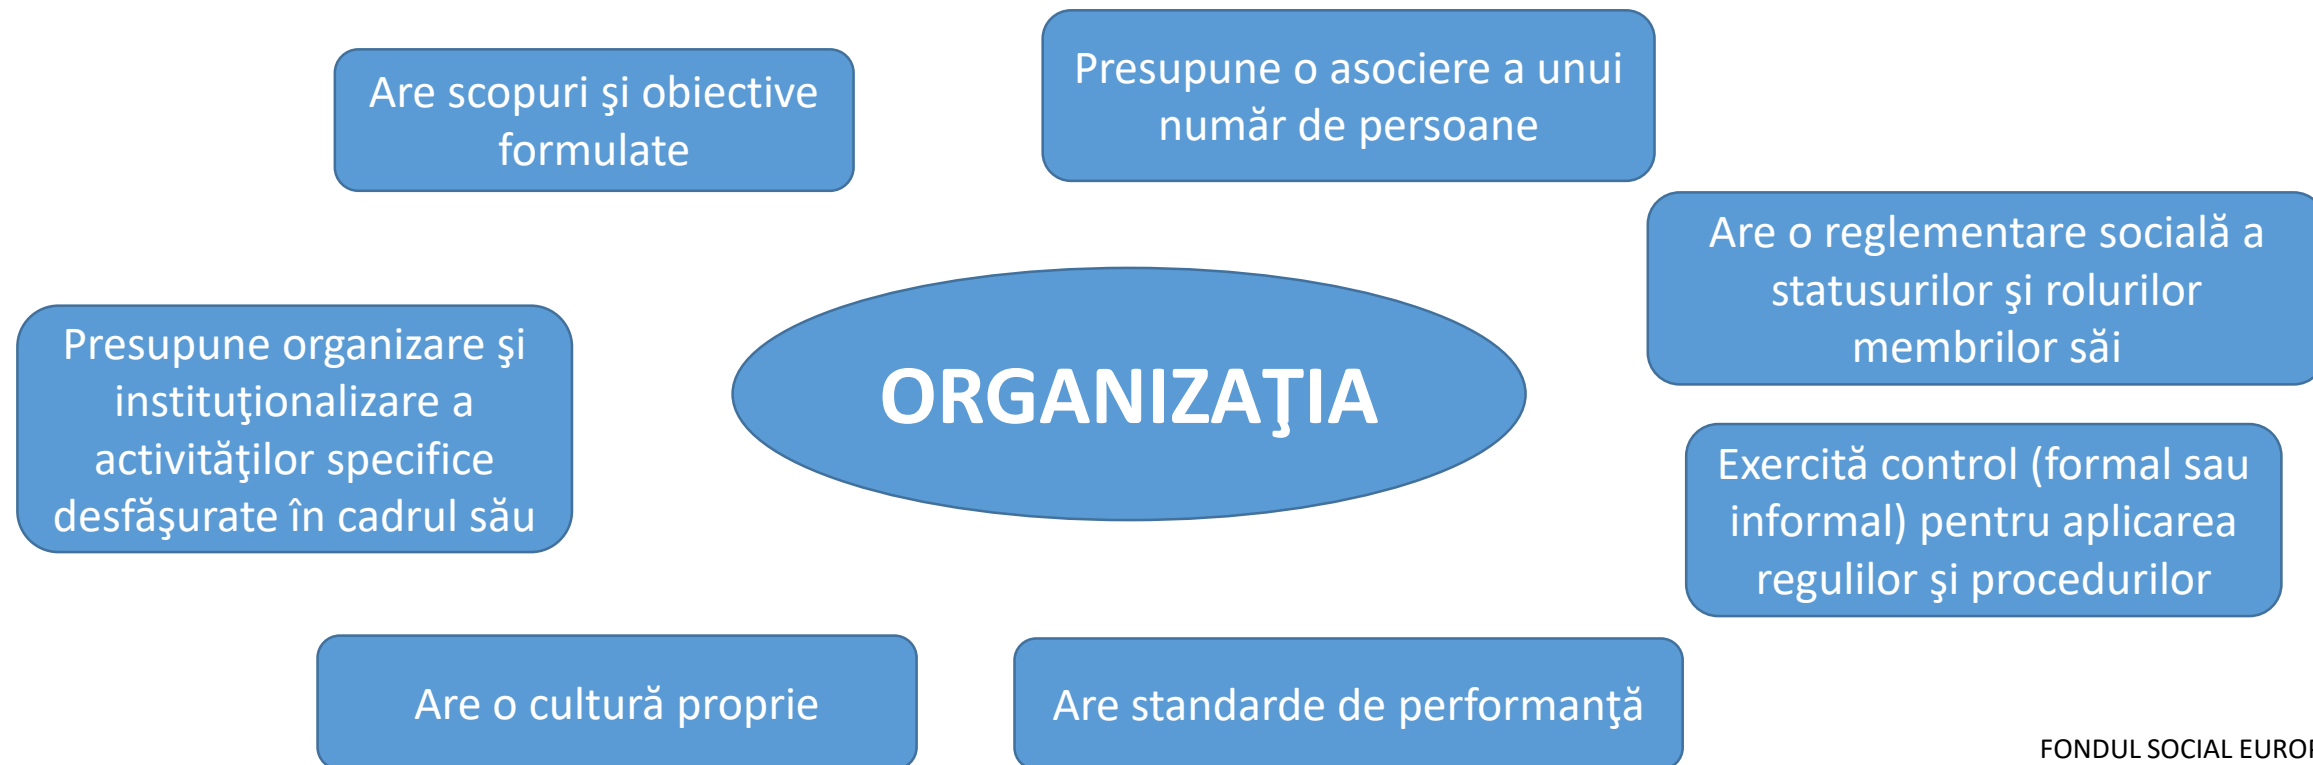 Are scopuri şi obiective
formulate
Presupune o asociere a unui
număr de persoane
Are o reglementare socială a
statusurilor şi rolurilor
membrilor săi
Presupune organizare şi
instituţionalizare a
activităţilor specifice
desfăşurate în cadrul său
ORGANIZAŢIA
Exercită control (formal sau
informal) pentru aplicarea
regulilor şi procedurilor
Are o cultură proprie
Are standarde de performanţă
FONDUL SOCIAL